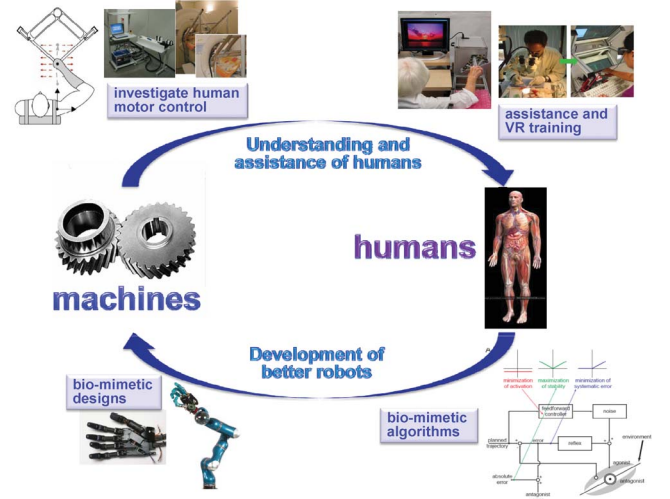 investigate human
motor control
assistance and
VR training
Understanding and
assistance of humans
machines
humans
Development of
better robots
bio-mimetic
designs
bio-mimetic
algorithms
minimization
of activation
maximization
of stability
minimization of
systematic error
feedforward
controller
noise
planned
trajectory
error
reflex
environment
absolute
error
agonist
antagonist
antagonist